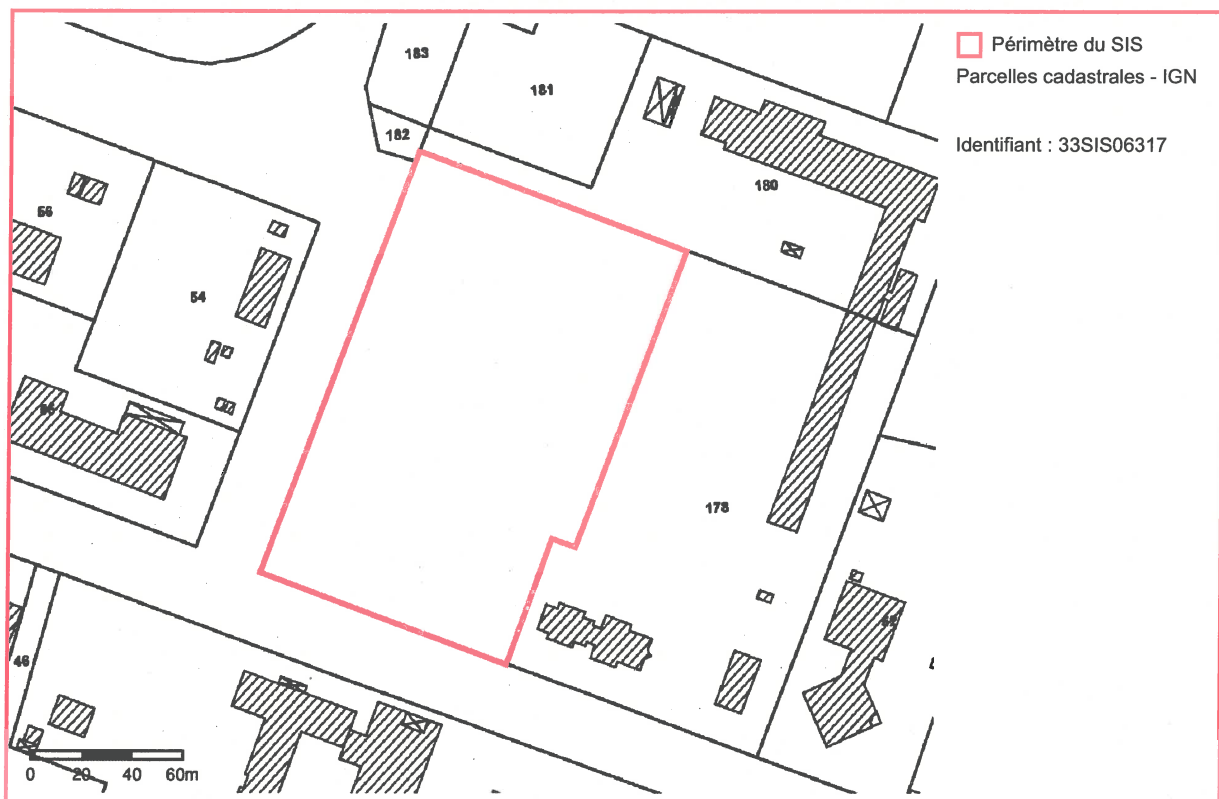 Périmètre du SIS
Parcelles cadastrales - IGN
Identifiant : 33SIS06317
183
181
182
180
56
54
178
46
0 20 40 60m